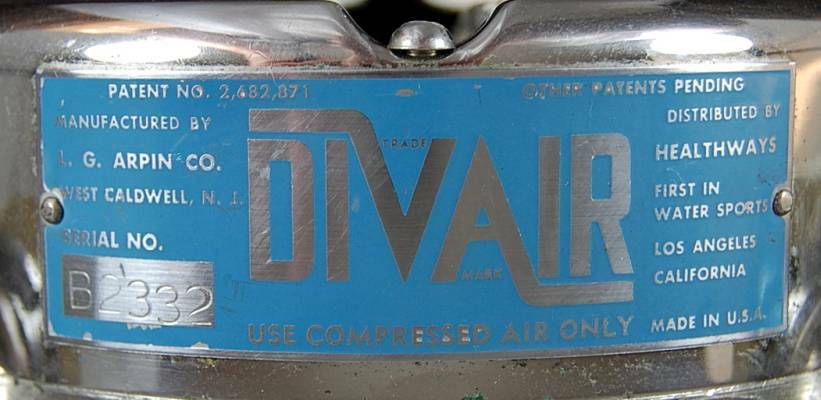 PATENT NO. 2,682,871
OTHER PATENTS PENDING
MANUFACTURED BY
L. G. ARPIN CO.
WEST CALDWELL, N. J.
SERIAL NO.
B2332
DIVAIR
TRADE
MARK
DISTRIBUTED BY
HEALTHWAYS
FIRST IN
WATER SPORTS
LOS ANGELES
CALIFORNIA
USE COMPRESSED AIR ONLY
MADE IN U.S.A.